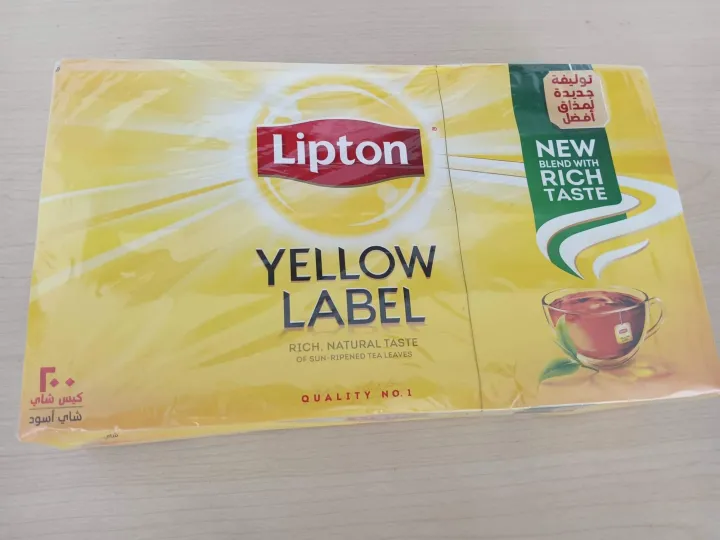 Lipton
®
YELLOW
LABEL
RICH, NATURAL TASTE
OF SUN-RIPENED TEA LEAVES
QUALITY NO.1
توليفة
جديدة
لمذاق
أفضل
NEW
BLEND WITH
RICH
TASTE
٢٠٠
كيس شاي
شاي أسود